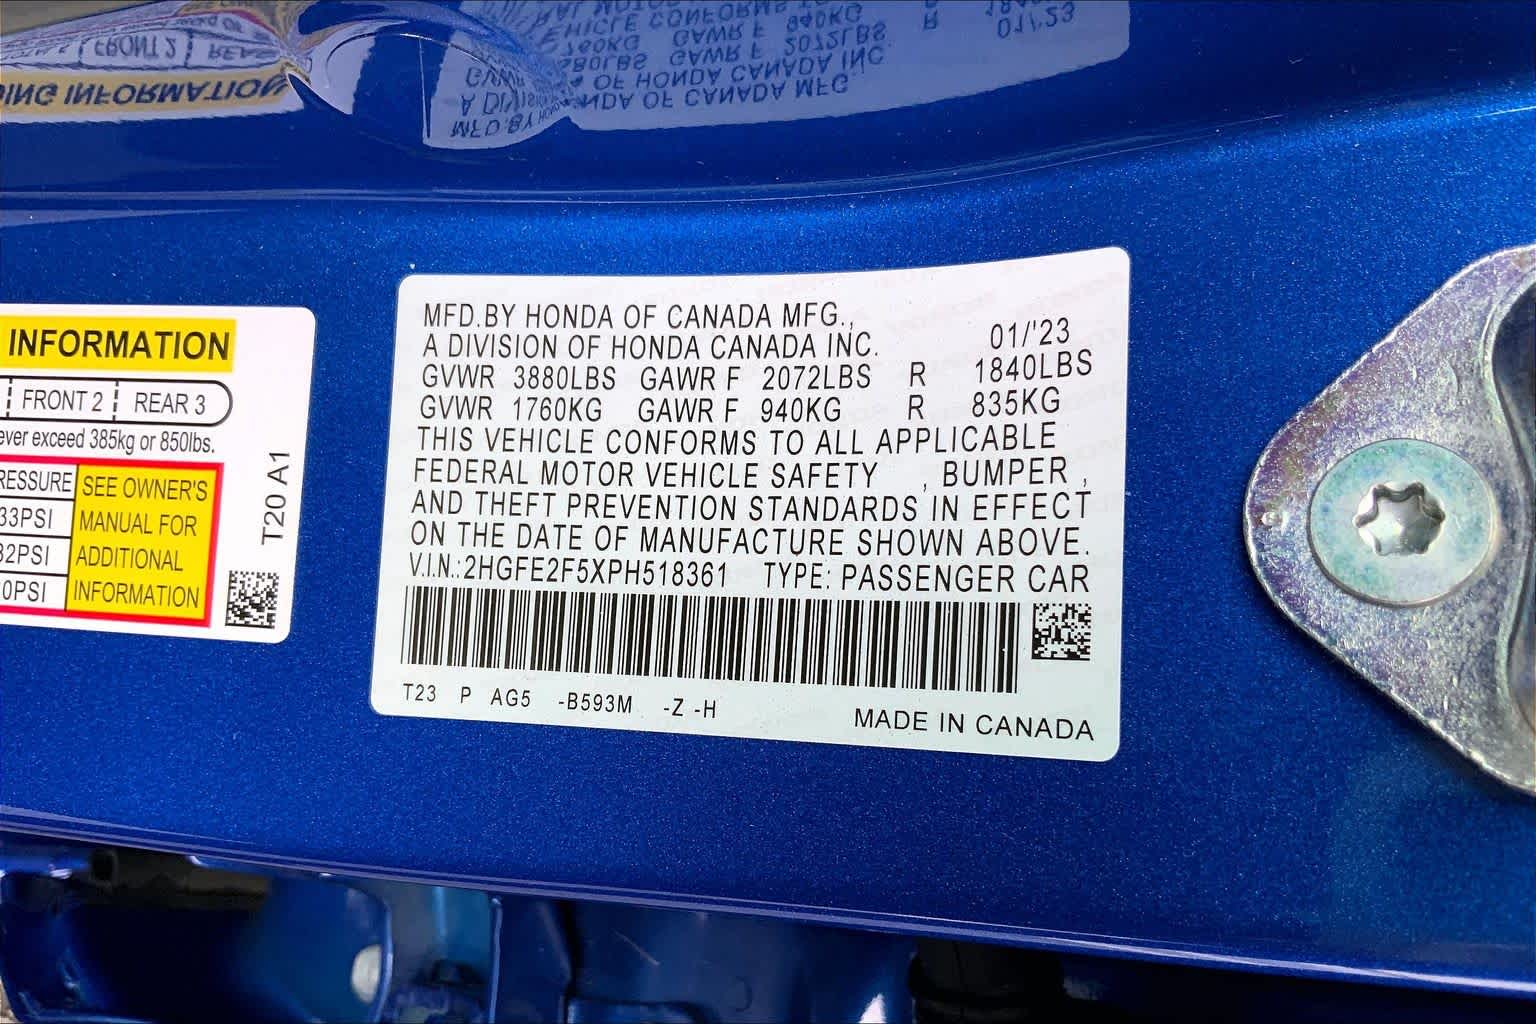 INFORMATION
FRONT 2 REAR 3
ever exceed 385kg or 850lbs.
RESSURE SEE OWNER'S
33PSI MANUAL FOR
32PSI ADDITIONAL
0PSI INFORMATION
T20 A1
MFD.BY HONDA OF CANADA MFG.,
A DIVISION OF HONDA CANADA INC. 01/'23
GVWR 3880LBS GAWR F 2072LBS R 1840LBS
GVWR 1760KG GAWR F 940KG R 835KG
THIS VEHICLE CONFORMS TO ALL APPLICABLE
FEDERAL MOTOR VEHICLE SAFETY , BUMPER ,
AND THEFT PREVENTION STANDARDS IN EFFECT
ON THE DATE OF MANUFACTURE SHOWN ABOVE.
V.I.N.:2HGFE2F5XPH518361 TYPE: PASSENGER CAR
T23 P AG5 -B593M -Z -H
MADE IN CANADA